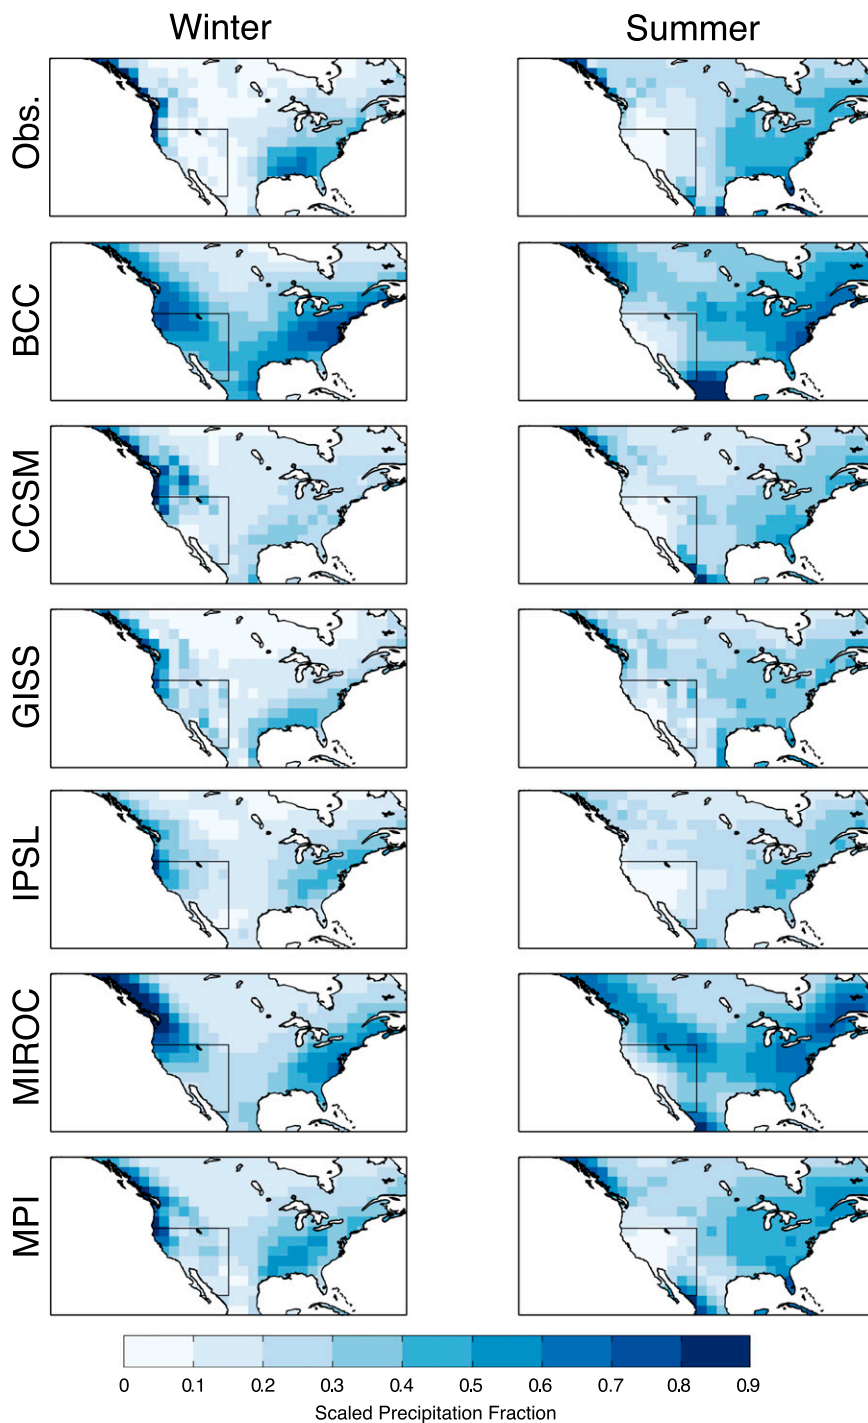 Winter Summer
Obs.
BCC
CCSM
GISS
IPSL
MIROC
MPI
0 0.1 0.2 0.3 0.4 0.5 0.6 0.7 0.8 0.9
Scaled Precipitation Fraction